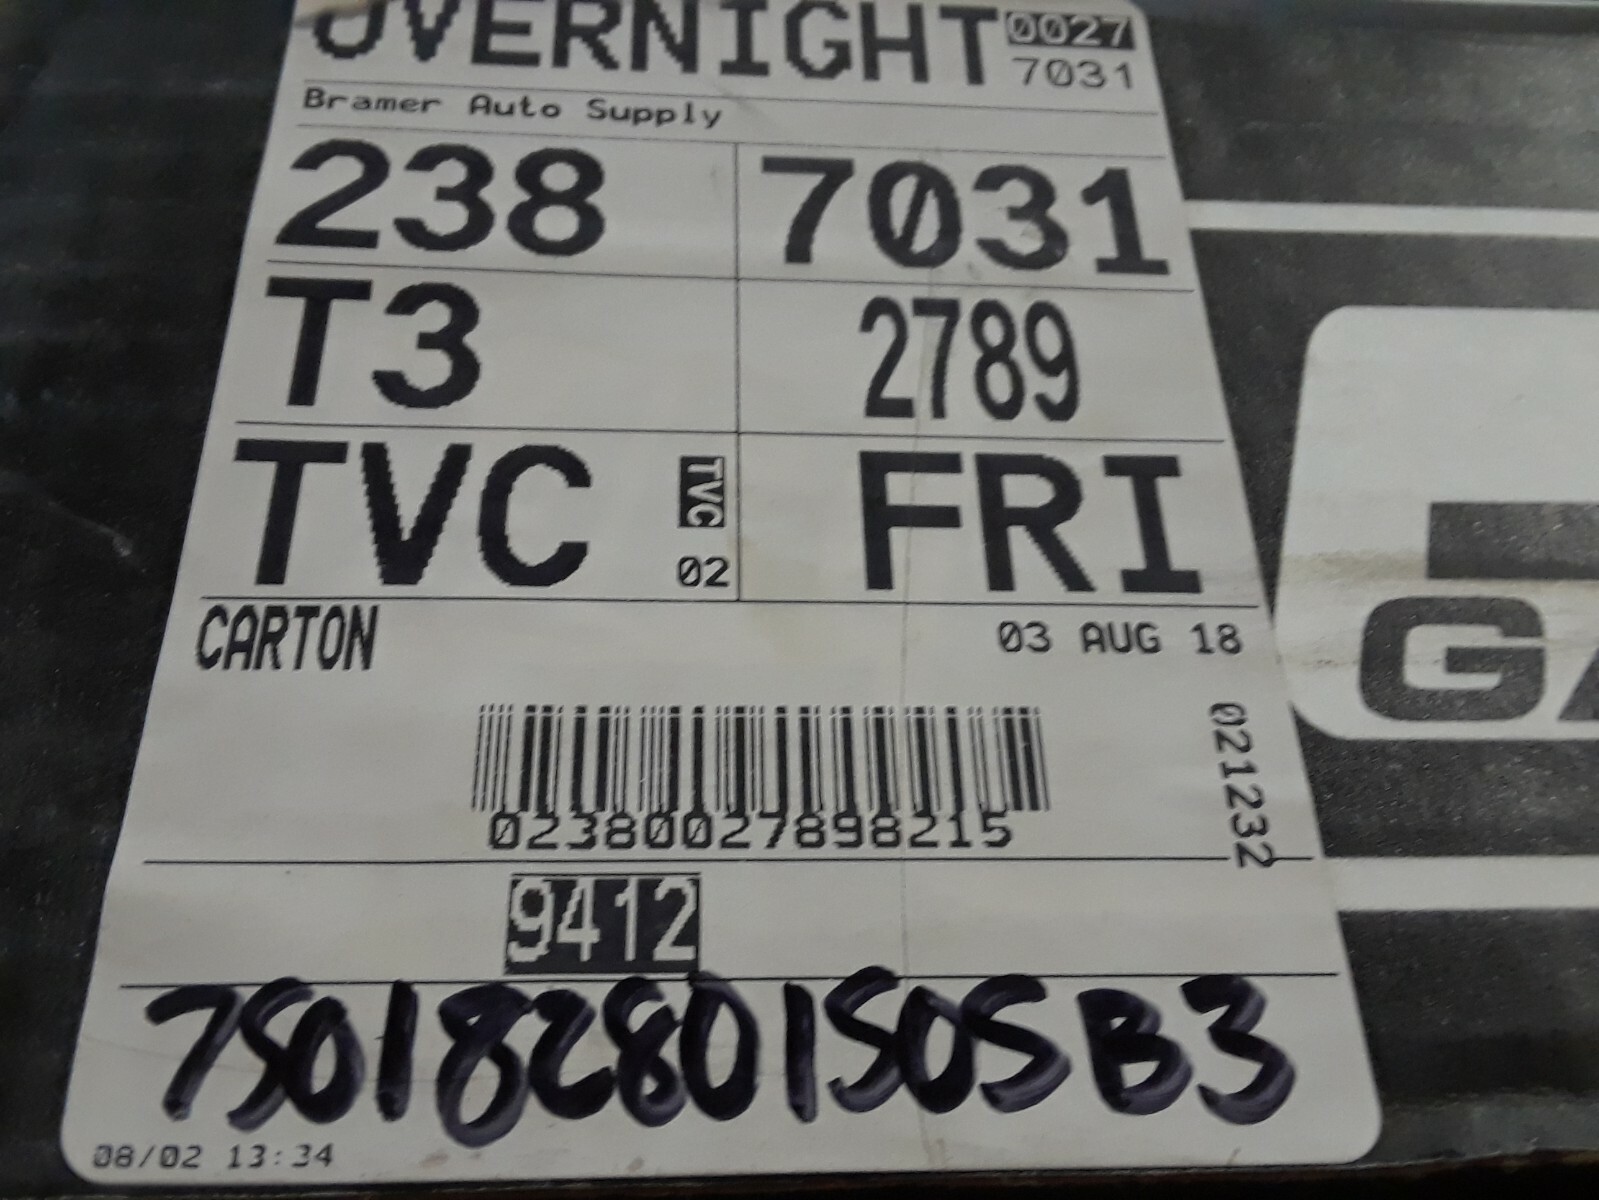 OVERNIGHT 0027
7031
Bramer Auto Supply
238 7031
T3 2789
TVC TVC 02 FRI
CARTON 03 AUG 18
021232
02380027898215
9412
750182801505B3
08/02 13:34